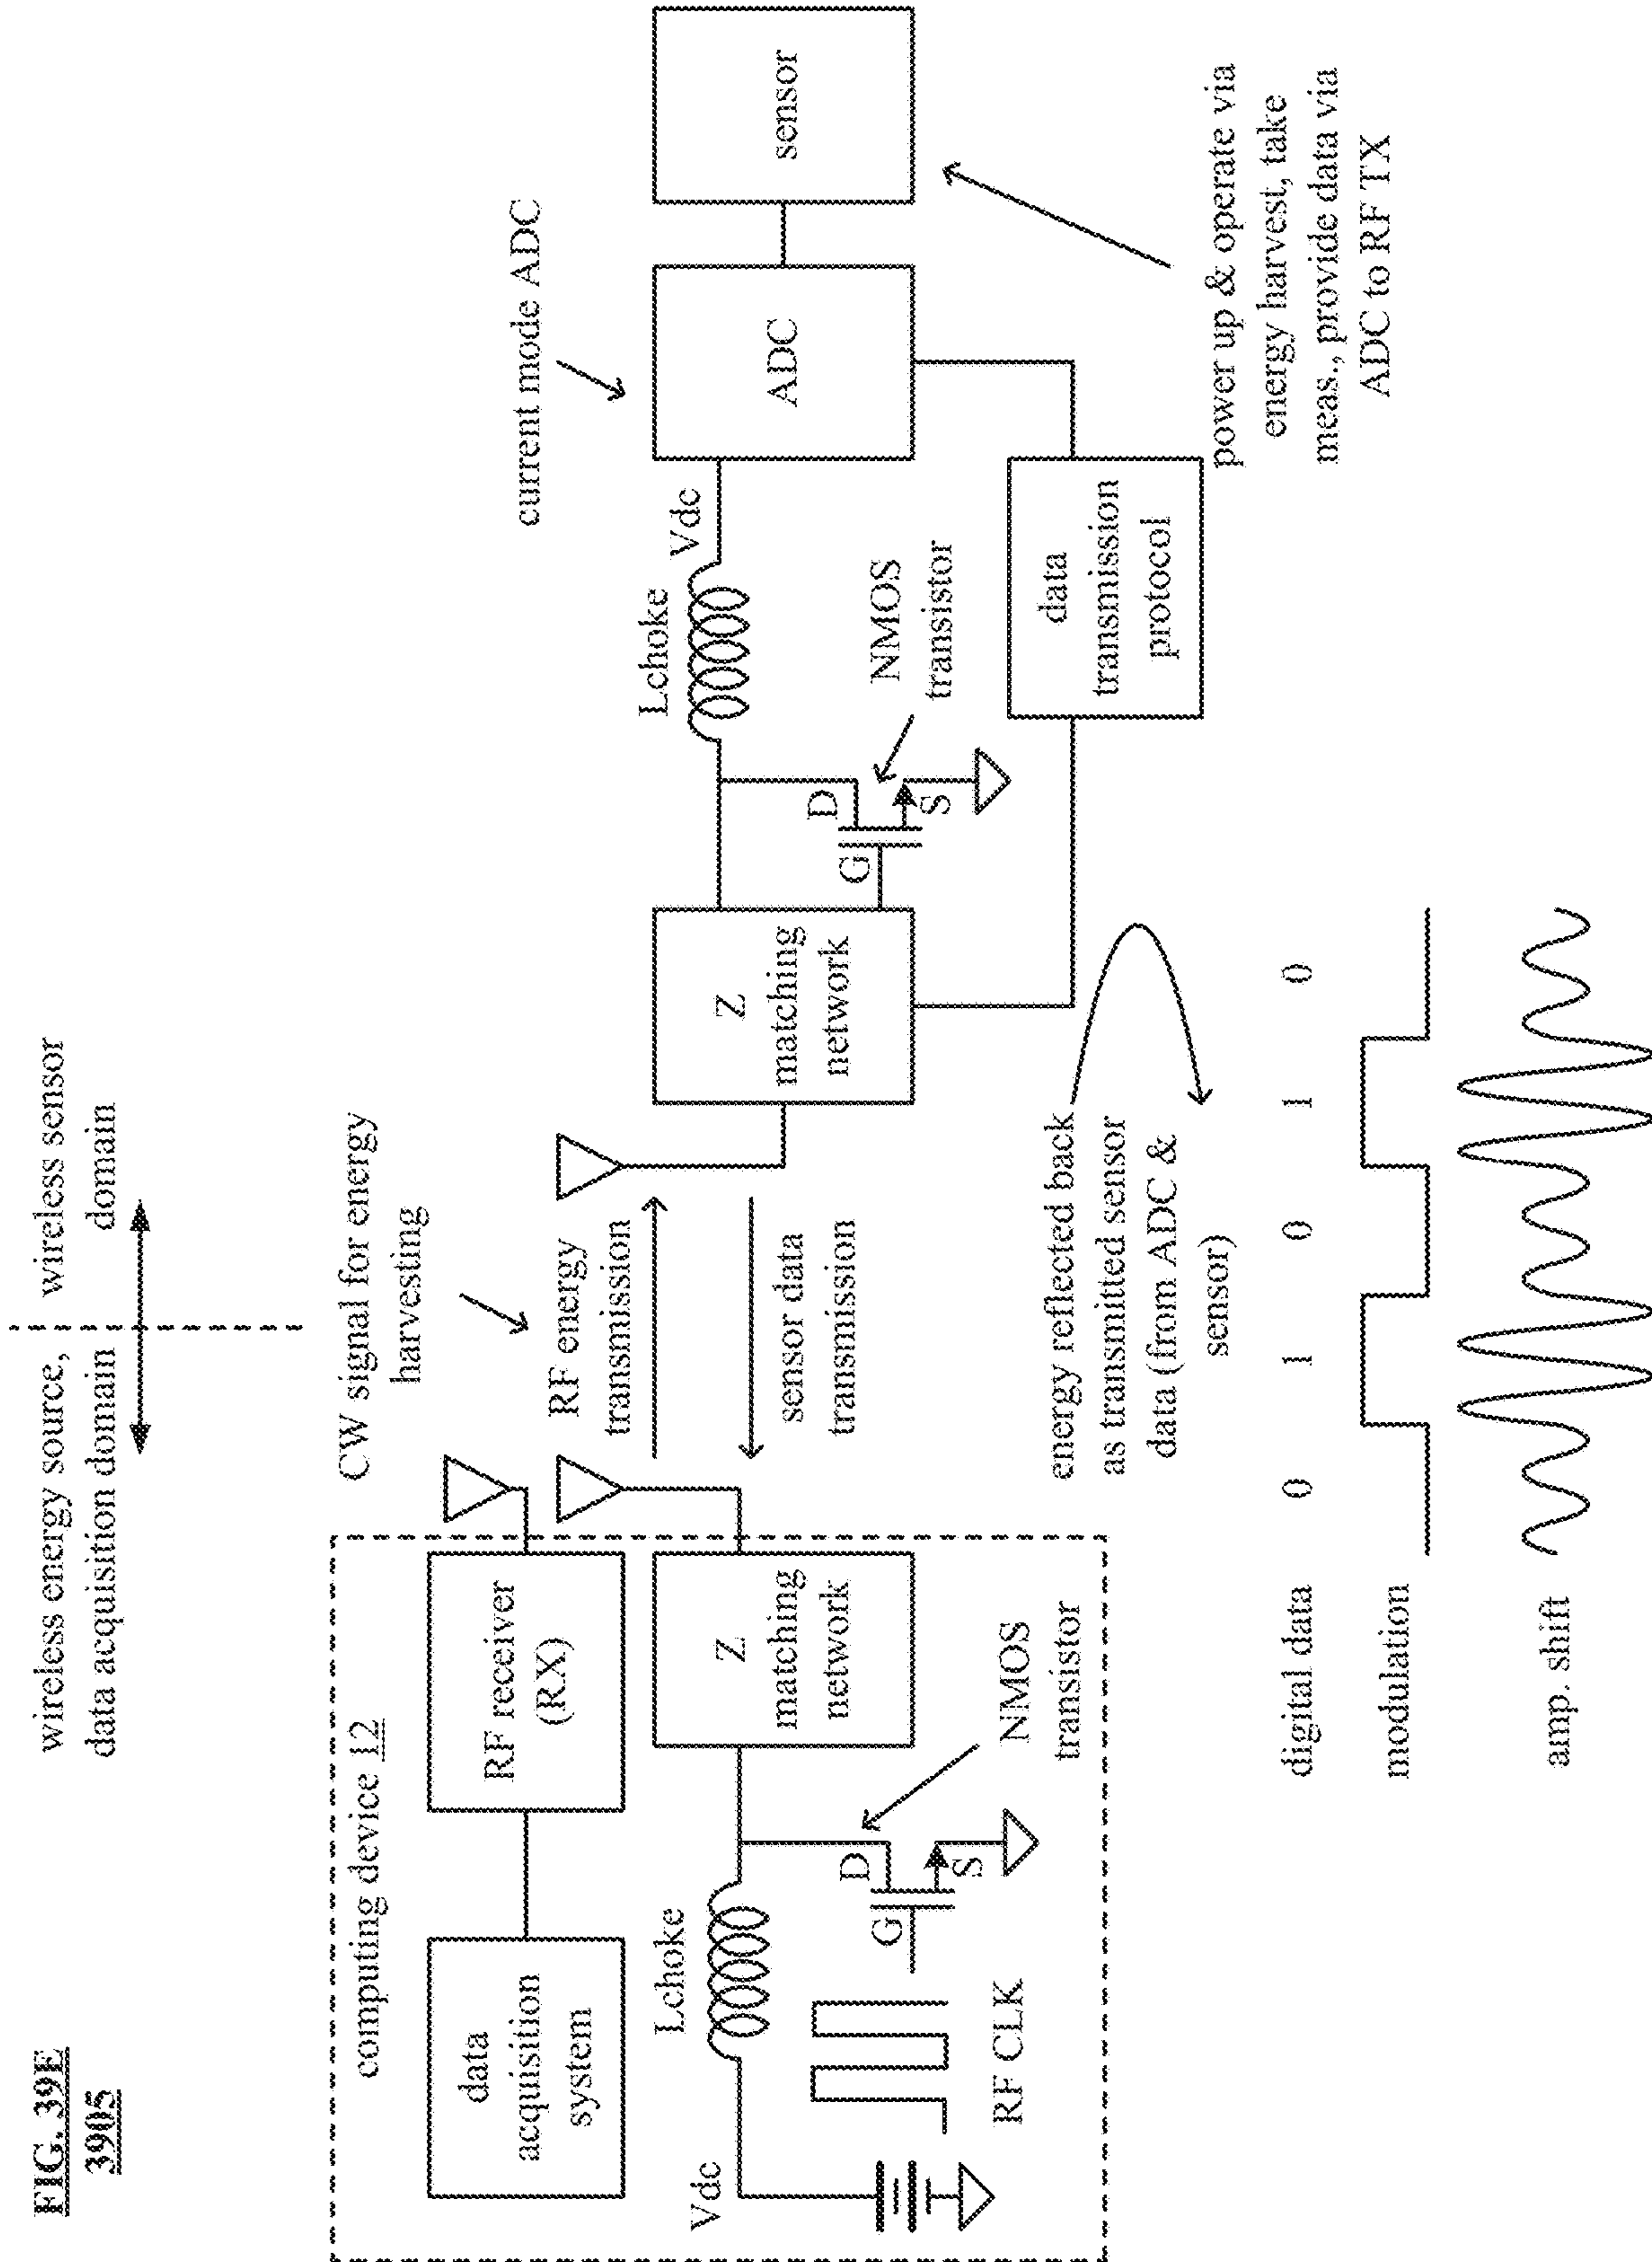 FIG. 39E
3905
wireless energy source,
data acquisition domain
wireless sensor
domain
computing device 12
data
acquisition
system
RF receiver
(RX)
CW signal for energy
harvesting
RF energy
transmission
sensor data
transmission
Vdc
Lchoke
Z
matching
network
D
G
S
RF CLK
NMOS
transistor
Z
matching
network
Lchoke
Vdc
D
G
S
NMOS
transistor
current mode ADC
ADC
sensor
data
transmission
protocol
power up & operate via
energy harvest, take
meas., provide data via
ADC to RF TX
energy reflected back
as transmitted sensor
data (from ADC &
sensor)
digital data 0 1 0 1 0
modulation
amp. shift